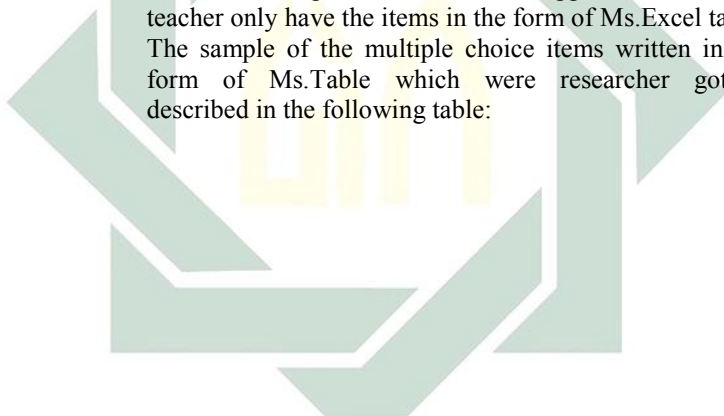 teacher only have the items in the form of Ms.Excel ta
The sample of the multiple choice items written in
form of Ms.Table which were researcher got
described in the following table: